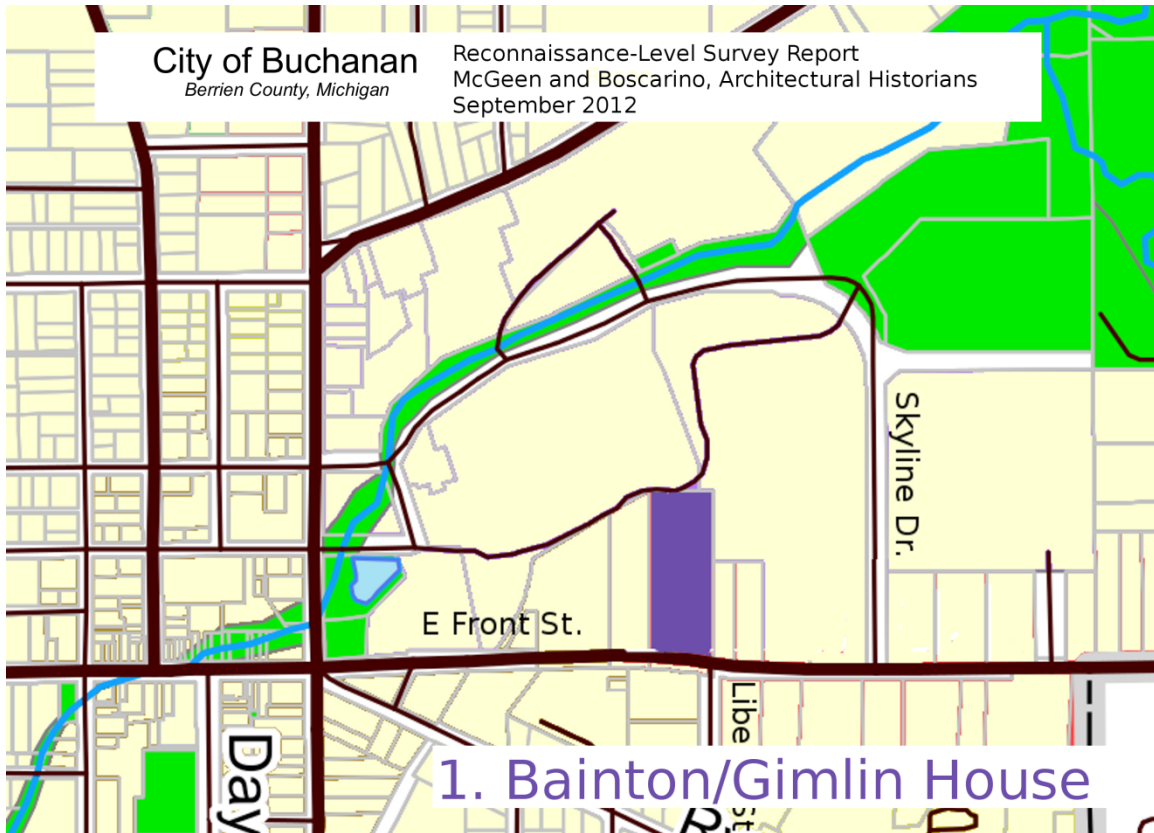 City of Buchanan
Berrien County, Michigan
Reconnaissance-Level Survey Report
McGeen and Boscarino, Architectural Historians
September 2012
Skyline Dr.
E Front St.
1. Bainton/Gimlin House